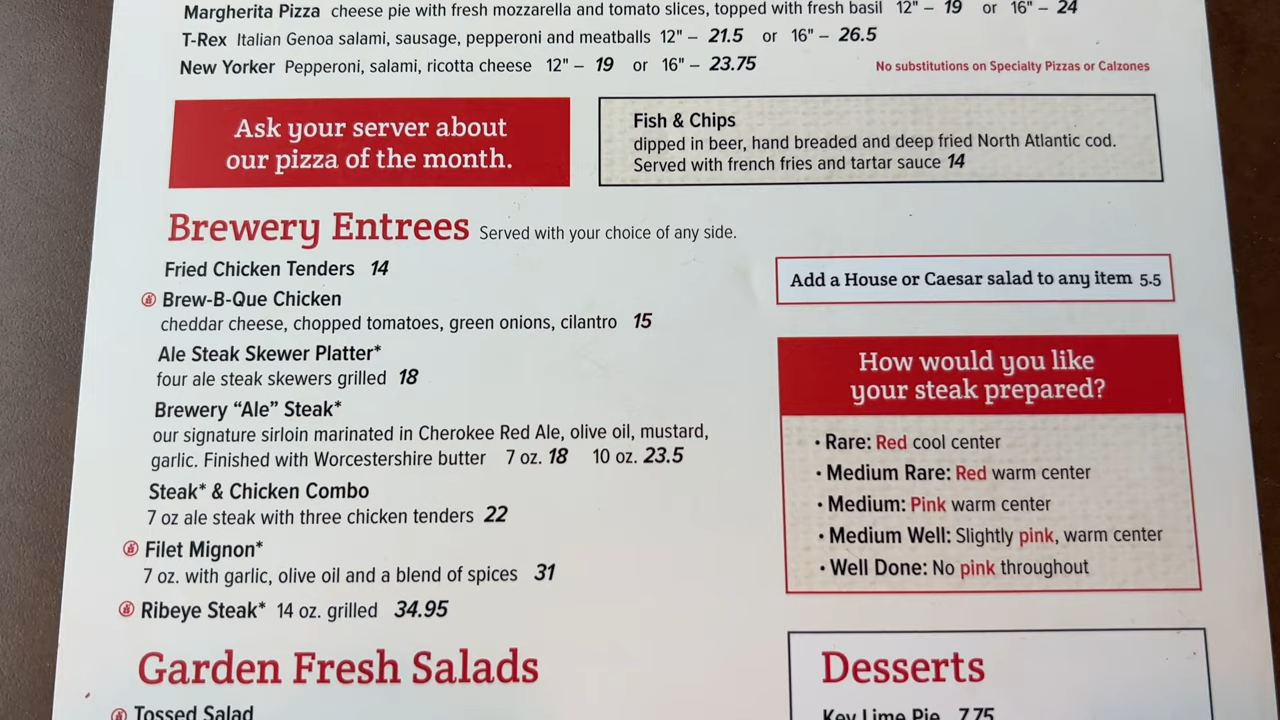 Margherita Pizza cheese pie with fresh mozzarella and tomato slices, topped with fresh basil 12" – 19 or 16" – 24
T-Rex Italian Genoa salami, sausage, pepperoni and meatballs 12" – 21.5 or 16" – 26.5
New Yorker Pepperoni, salami, ricotta cheese 12" – 19 or 16" – 23.75
No substitutions on Specialty Pizzas or Calzones
Ask your server about
our pizza of the month.
Fish & Chips
dipped in beer, hand breaded and deep fried North Atlantic cod.
Served with french fries and tartar sauce 14
Brewery Entrees Served with your choice of any side.
Fried Chicken Tenders 14
Brew-B-Que Chicken
cheddar cheese, chopped tomatoes, green onions, cilantro 15
Ale Steak Skewer Platter*
four ale steak skewers grilled 18
Brewery “Ale” Steak*
our signature sirloin marinated in Cherokee Red Ale, olive oil, mustard,
garlic. Finished with Worcestershire butter 7 oz. 18 10 oz. 23.5
Steak* & Chicken Combo
7 oz ale steak with three chicken tenders 22
Filet Mignon*
7 oz. with garlic, olive oil and a blend of spices 31
Ribeye Steak* 14 oz. grilled 34.95
Add a House or Caesar salad to any item 5.5
How would you like
your steak prepared?
• Rare: Red cool center
• Medium Rare: Red warm center
• Medium: Pink warm center
• Medium Well: Slightly pink, warm center
• Well Done: No pink throughout
Garden Fresh Salads
Tossed Salad
Desserts
Key Lime Pie 7.75